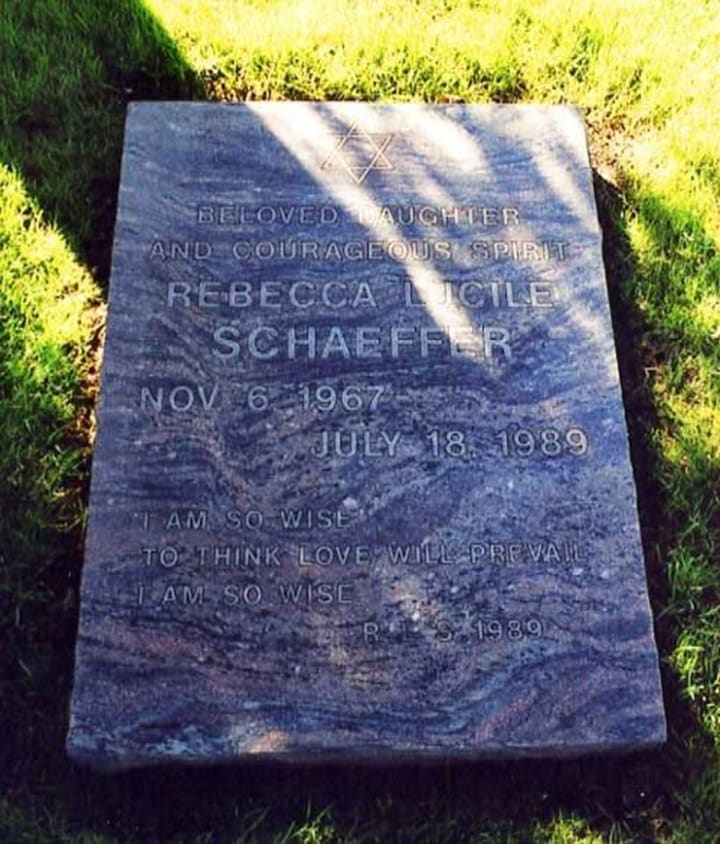 BELOVED DAUGHTER
AND COURAGEOUS SPIRIT
REBECCA LUCILE
SCHAEFFER
NOV 6 1967
JULY 18, 1989
"I AM SO WISE
TO THINK LOVE WILL PREVAIL
I AM SO WISE"
R L S 1989